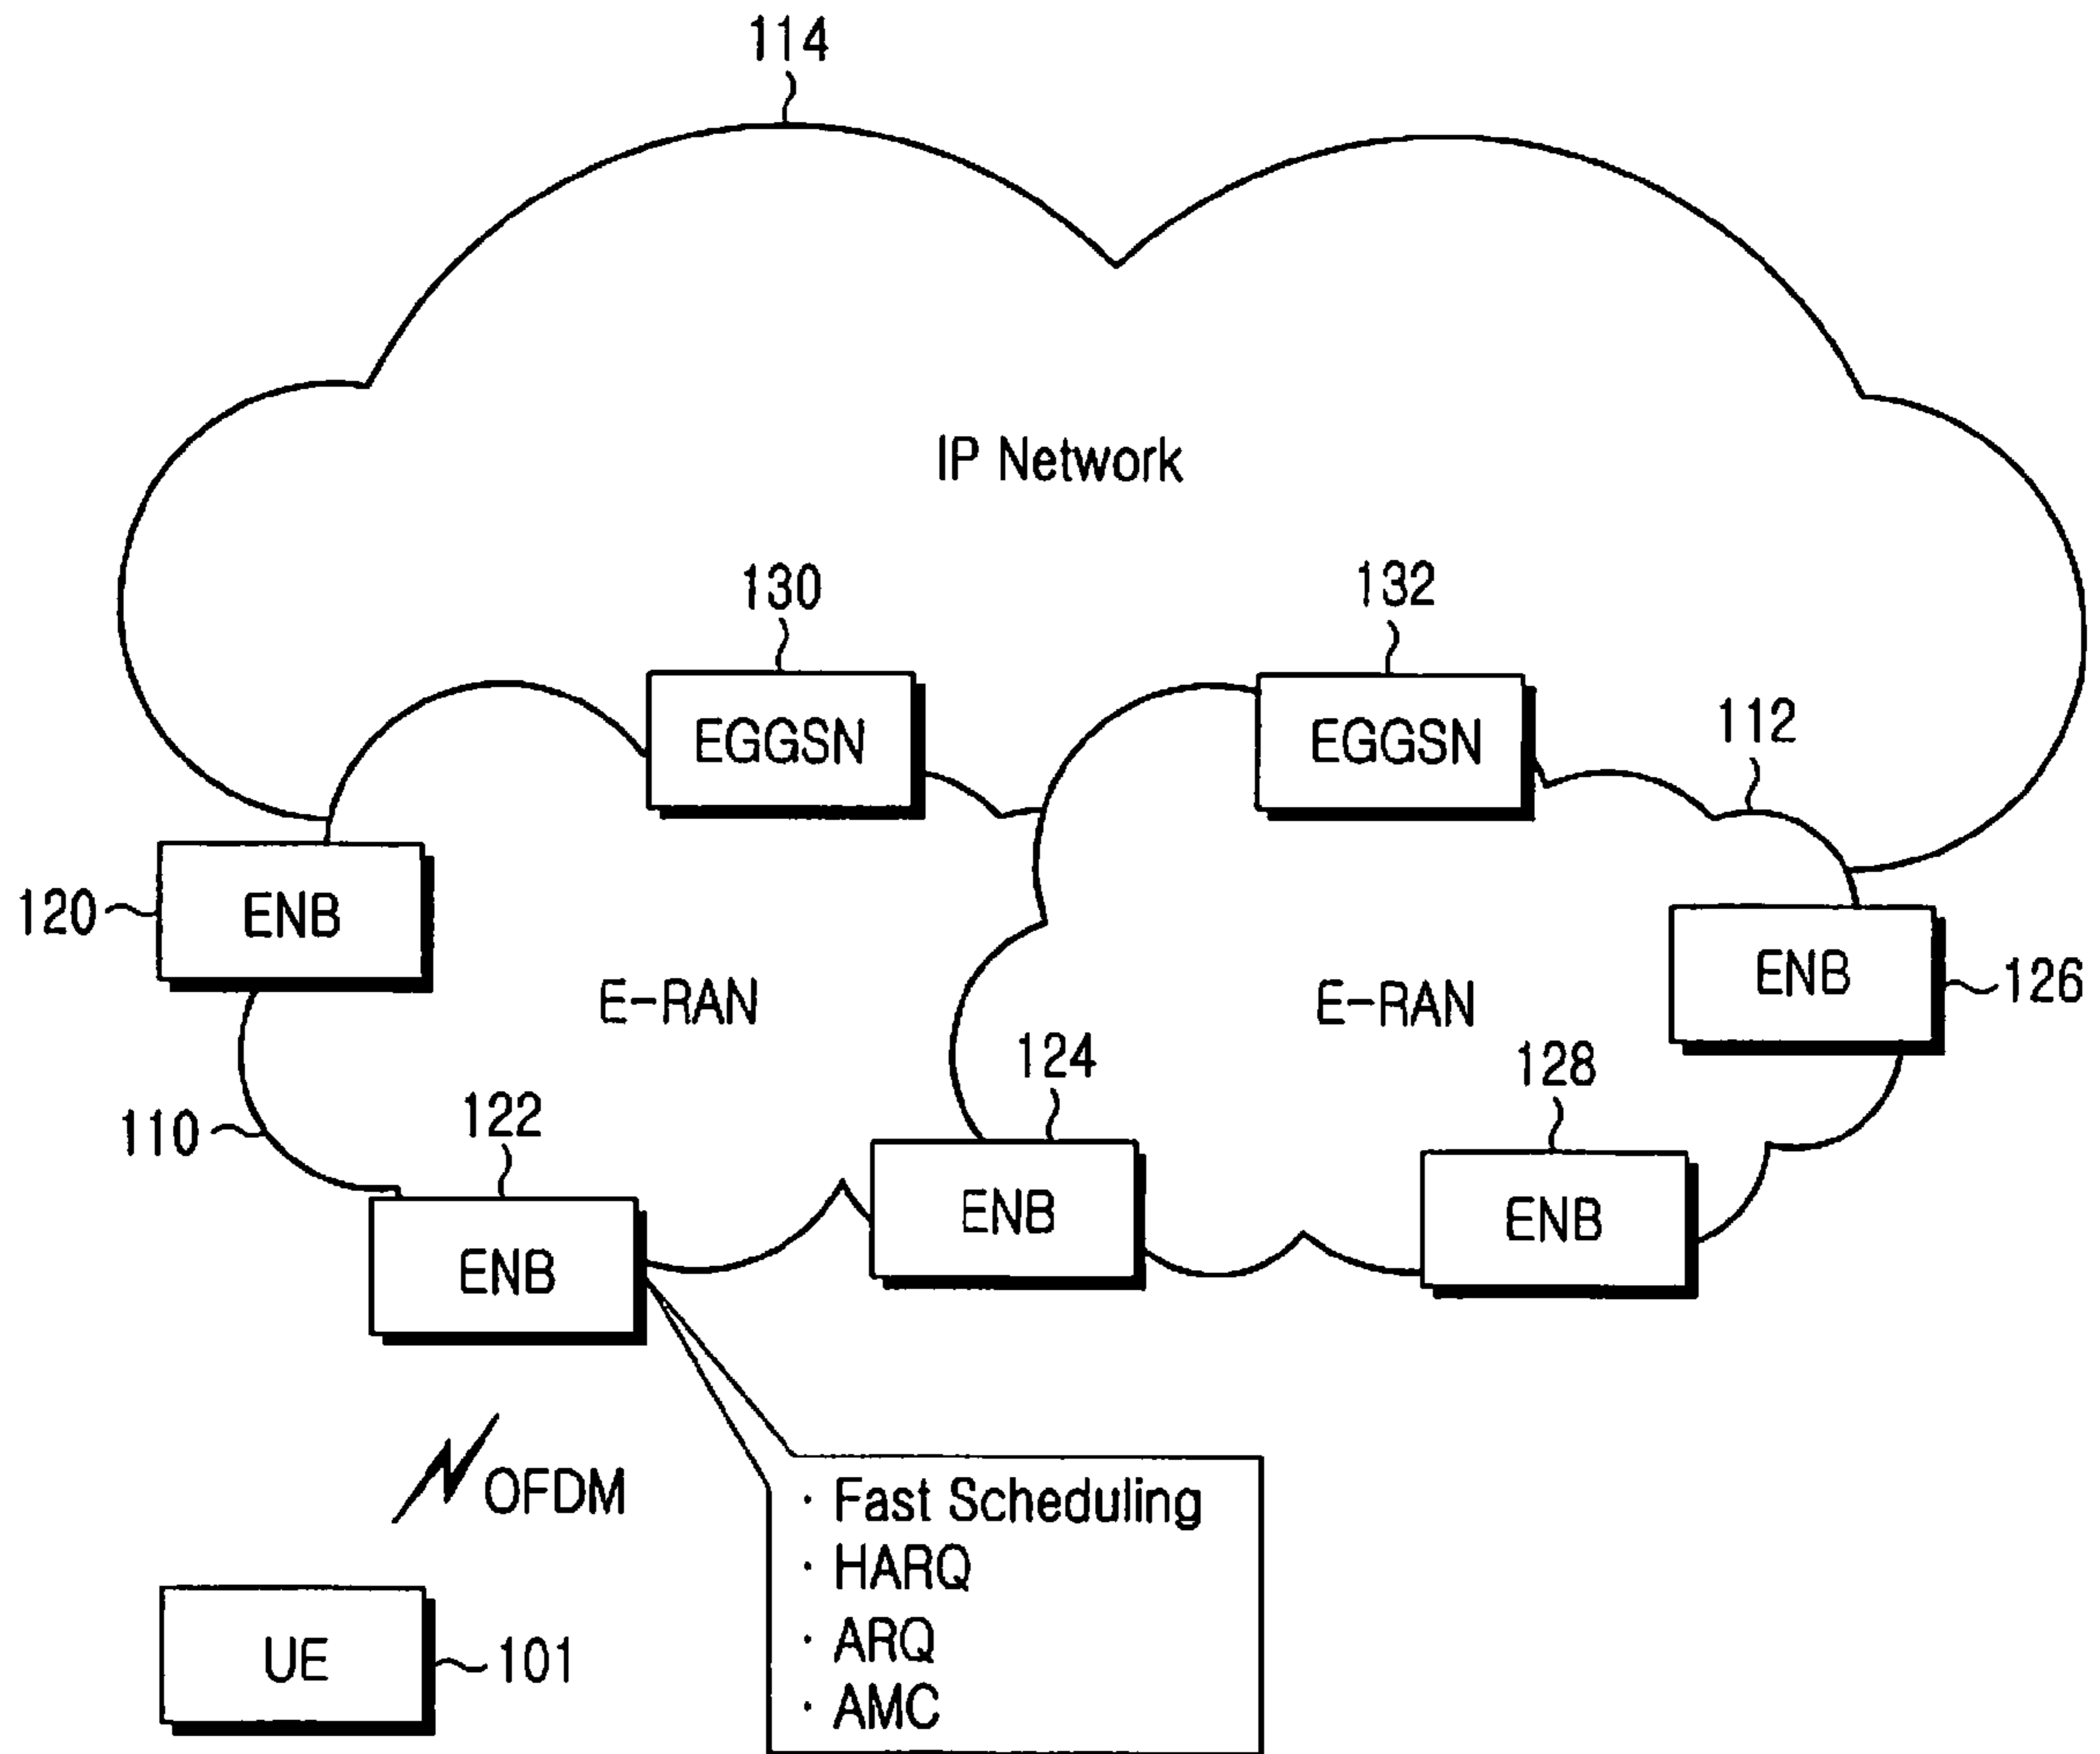 114
IP Network
130
132
EGGSN
EGGSN
112
120
ENB
E-RAN
E-RAN
ENB
126
110
122
124
128
ENB
ENB
ENB
OFDM
· Fast Scheduling
· HARQ
· ARQ
· AMC
UE
101